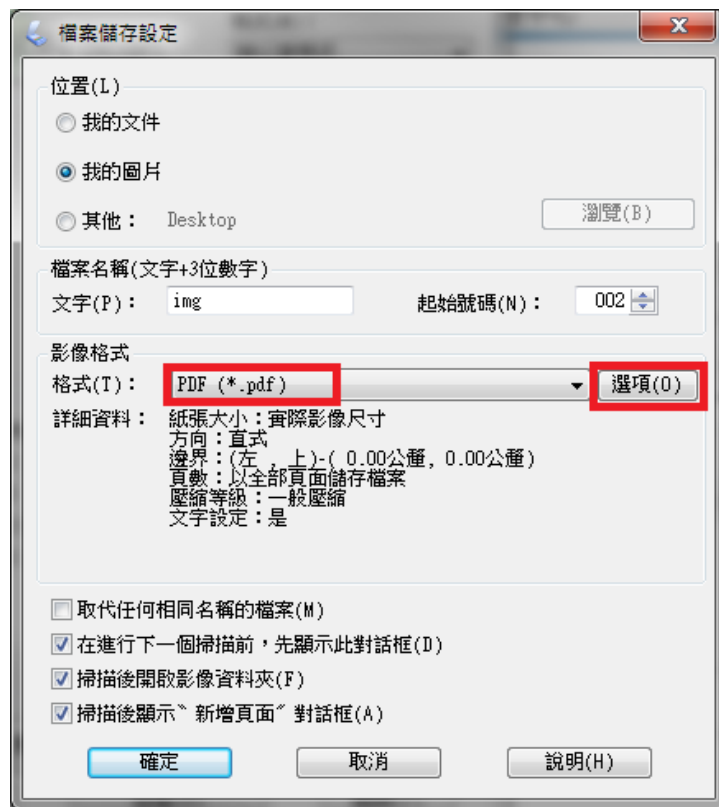 檔案儲存設定
位置(L)
我的文件
我的圖片
其他： Desktop 瀏覽(B)
檔案名稱(文字+3位數字)
文字(P)： img 起始號碼(N)： 002
影像格式
格式(T)： PDF (*.pdf) 選項(O)
詳細資料： 紙張大小：實際影像尺寸
方向：直式
邊界：(左 , 上)-( 0.00公釐, 0.00公釐)
頁數：以全部頁面儲存檔案
壓縮等級：一般壓縮
文字設定：是
取代任何相同名稱的檔案(M)
在進行下一個掃描前，先顯示此對話框(D)
掃描後開啟影像資料夾(F)
掃描後顯示〝新增頁面〞對話框(A)
確定 取消 說明(H)